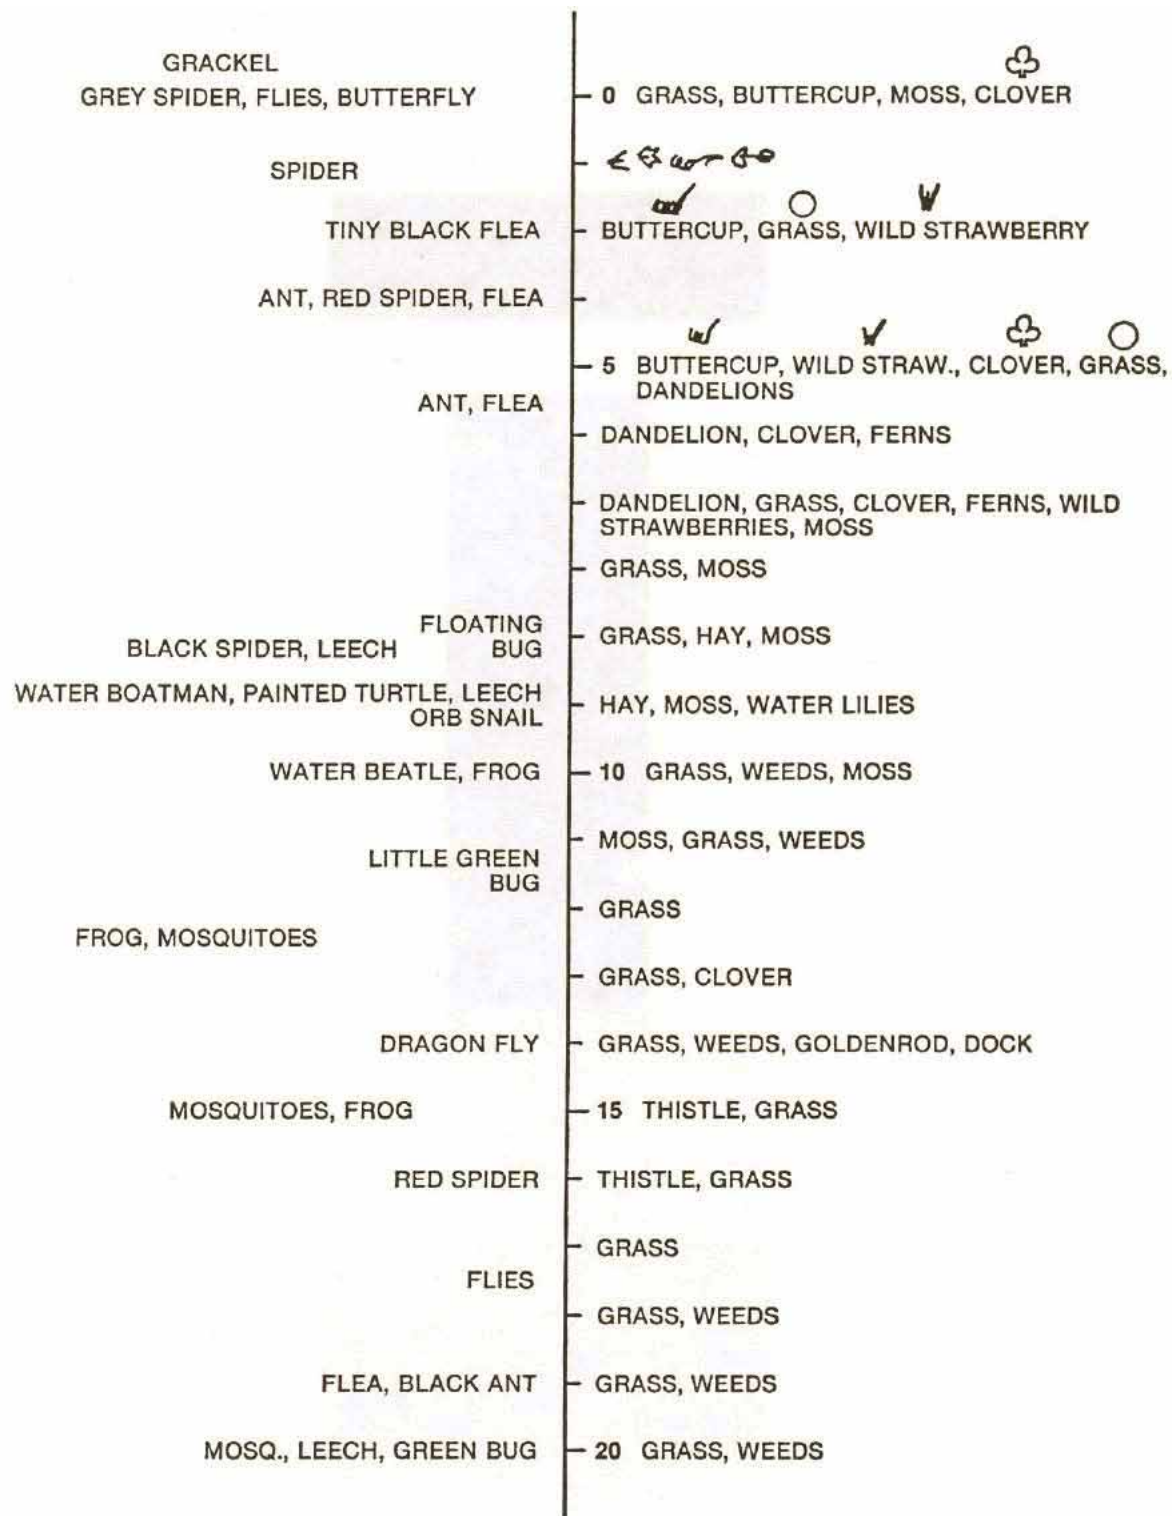 GRACKEL
GREY SPIDER, FLIES, BUTTERFLY
0 GRASS, BUTTERCUP, MOSS, CLOVER
SPIDER
TINY BLACK FLEA
BUTTERCUP, GRASS, WILD STRAWBERRY
ANT, RED SPIDER, FLEA
5 BUTTERCUP, WILD STRAW., CLOVER, GRASS,
DANDELIONS
ANT, FLEA
DANDELION, CLOVER, FERNS
DANDELION, GRASS, CLOVER, FERNS, WILD
STRAWBERRIES, MOSS
GRASS, MOSS
FLOATING
BUG
BLACK SPIDER, LEECH
GRASS, HAY, MOSS
WATER BOATMAN, PAINTED TURTLE, LEECH
ORB SNAIL
HAY, MOSS, WATER LILIES
WATER BEATLE, FROG
10 GRASS, WEEDS, MOSS
MOSS, GRASS, WEEDS
LITTLE GREEN
BUG
GRASS
FROG, MOSQUITOES
GRASS, CLOVER
DRAGON FLY
GRASS, WEEDS, GOLDENROD, DOCK
MOSQUITOES, FROG
15 THISTLE, GRASS
RED SPIDER
THISTLE, GRASS
GRASS
FLIES
GRASS, WEEDS
FLEA, BLACK ANT
GRASS, WEEDS
MOSQ., LEECH, GREEN BUG
20 GRASS, WEEDS